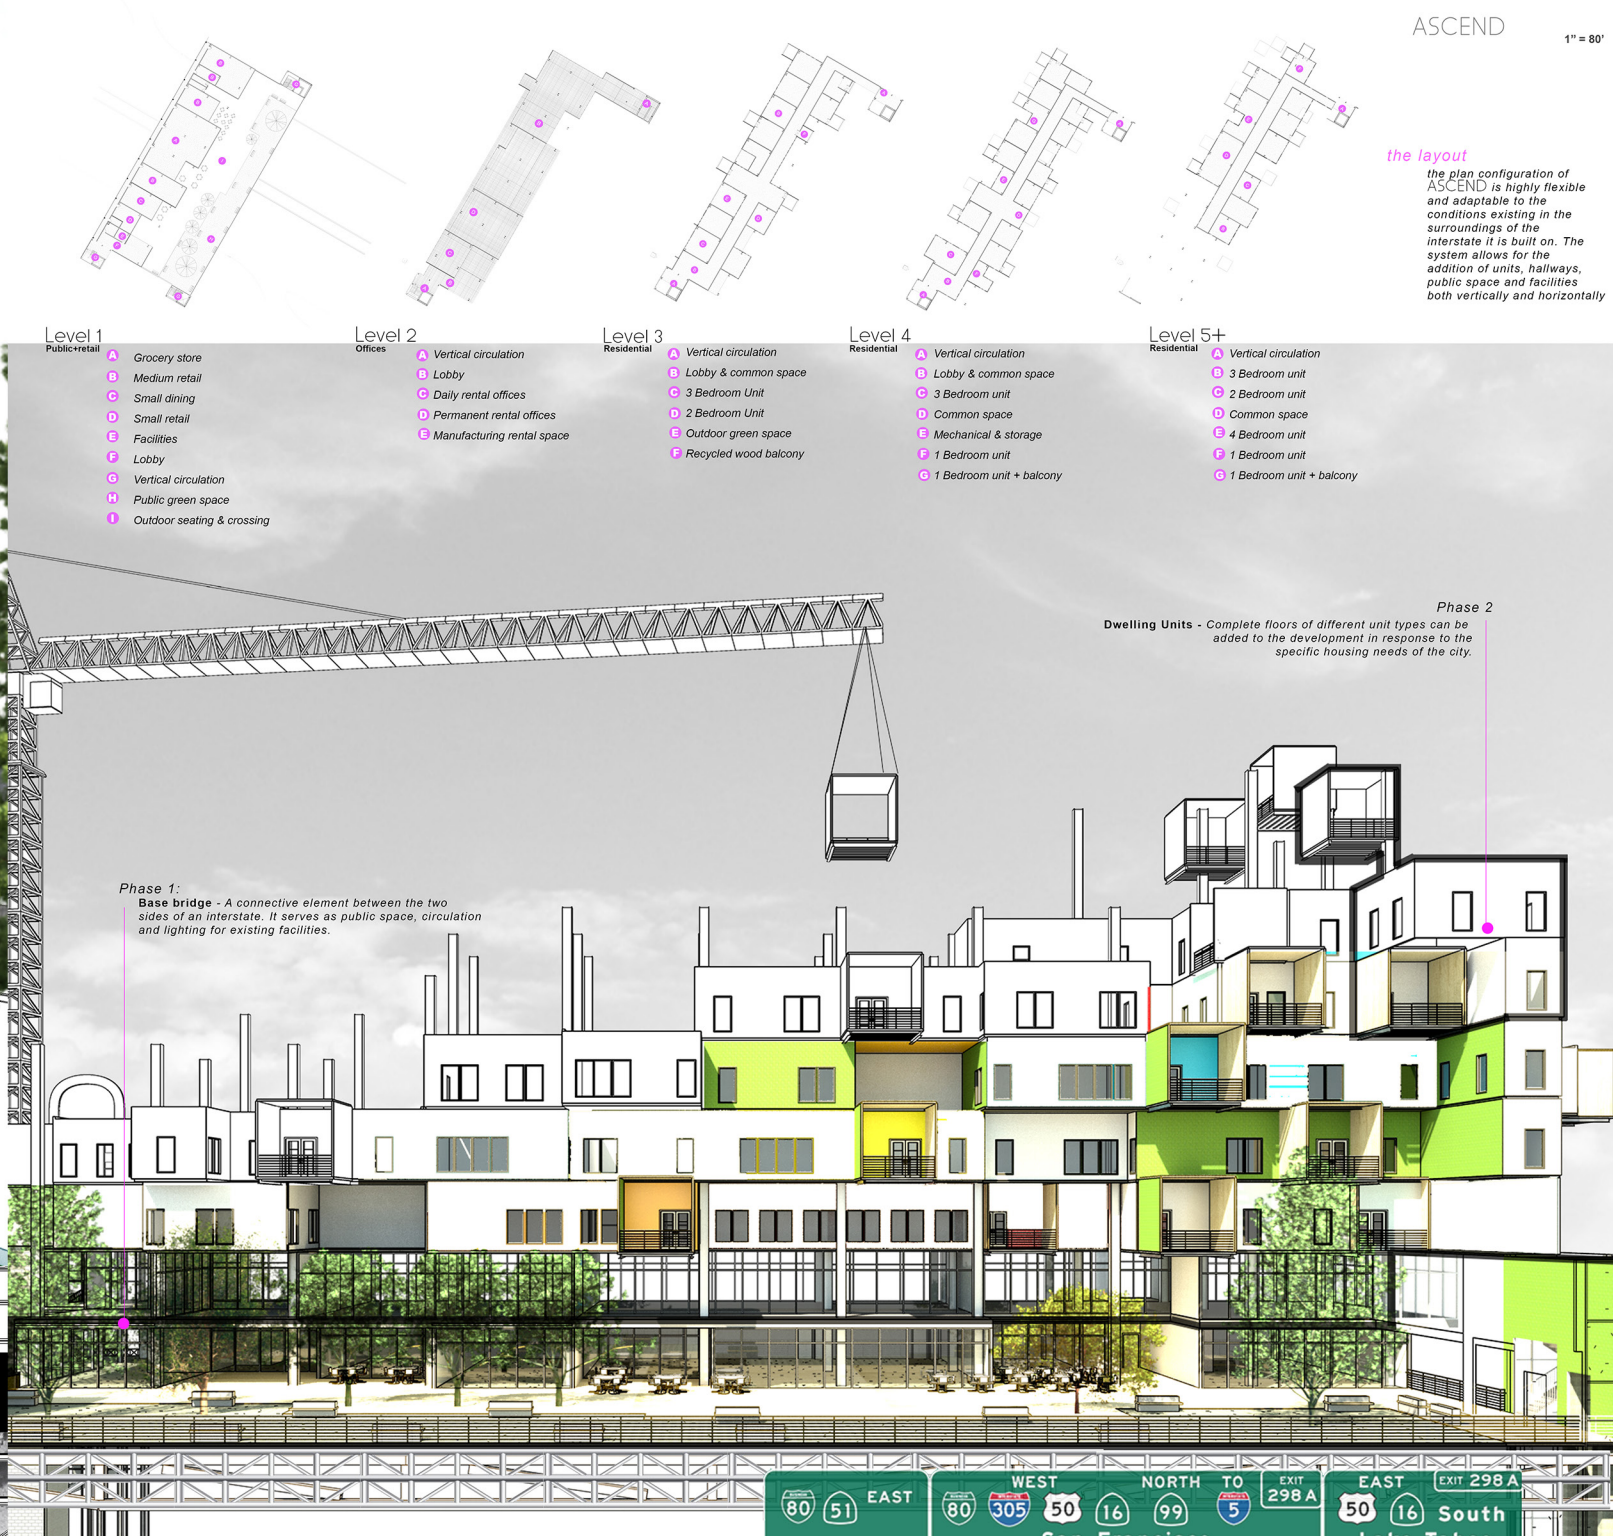 ASCEND
1" = 80'
the layout
the plan configuration of
ASCEND is highly flexible
and adaptable to the
conditions existing in the
surroundings of the
interstate it is built on. The
system allows for the
addition of units, hallways,
public space and facilities
both vertically and horizontally
Level 1
Public+retail
A Grocery store
B Medium retail
C Small dining
D Small retail
E Facilities
F Lobby
G Vertical circulation
H Public green space
I Outdoor seating & crossing
Level 2
Offices
A Vertical circulation
B Lobby
C Daily rental offices
D Permanent rental offices
E Manufacturing rental space
Level 3
Residential
A Vertical circulation
B Lobby & common space
C 3 Bedroom Unit
D 2 Bedroom Unit
E Outdoor green space
F Recycled wood balcony
Level 4
Residential
A Vertical circulation
B Lobby & common space
C 3 Bedroom unit
D Common space
E Mechanical & storage
F 1 Bedroom unit
G 1 Bedroom unit + balcony
Level 5+
Residential
A Vertical circulation
B 3 Bedroom unit
C 2 Bedroom unit
D Common space
E 4 Bedroom unit
F 1 Bedroom unit
G 1 Bedroom unit + balcony
Phase 2
Dwelling Units - Complete floors of different unit types can be
added to the development in response to the
specific housing needs of the city.
Phase 1:
Base bridge - A connective element between the two
sides of an interstate. It serves as public space, circulation
and lighting for existing facilities.
80 51 EAST
WEST NORTH TO
80 305 50 16 99 5
EXIT
298 A
EAST
50 16
EXIT 298 A
South